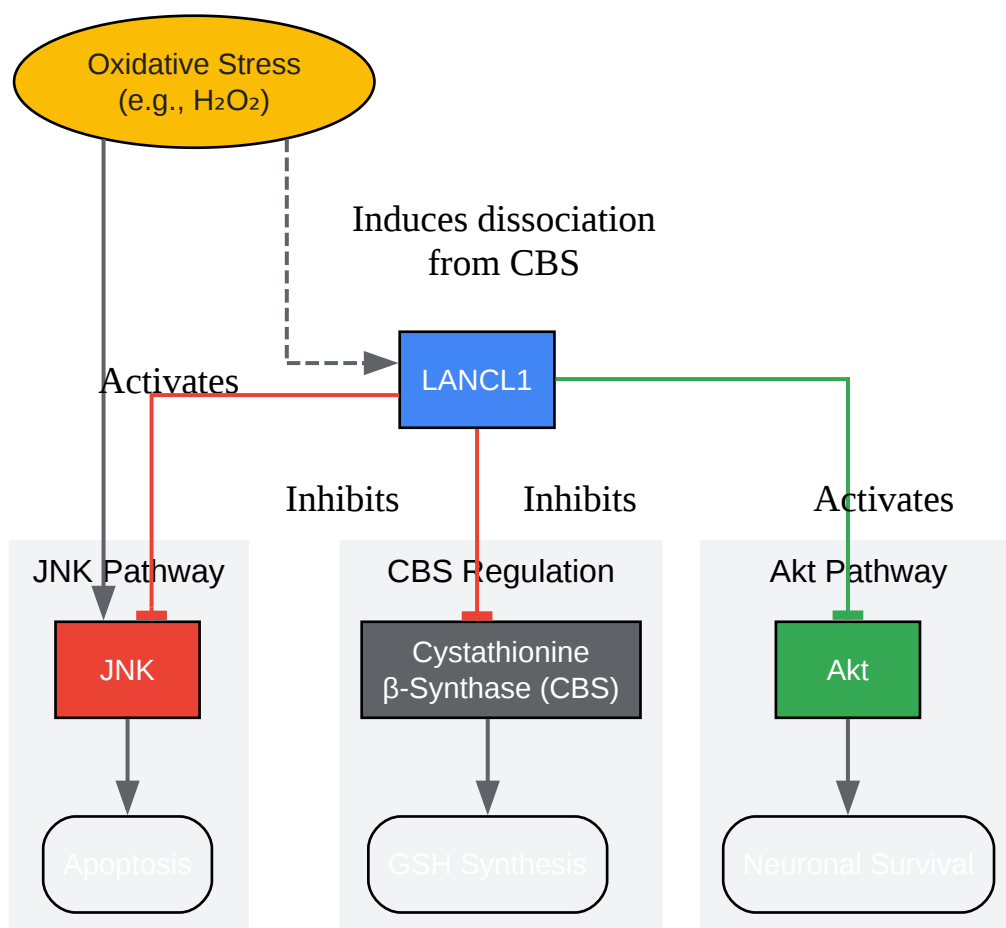 Oxidative Stress
(e.g., H₂O₂)
Induces dissociation
from CBS
LANCL1
Activates
Inhibits
Inhibits
Activates
JNK Pathway
CBS Regulation
Akt Pathway
JNK
Cystathionine
β-Synthase (CBS)
Akt
Apoptosis
GSH Synthesis
Neuronal Survival